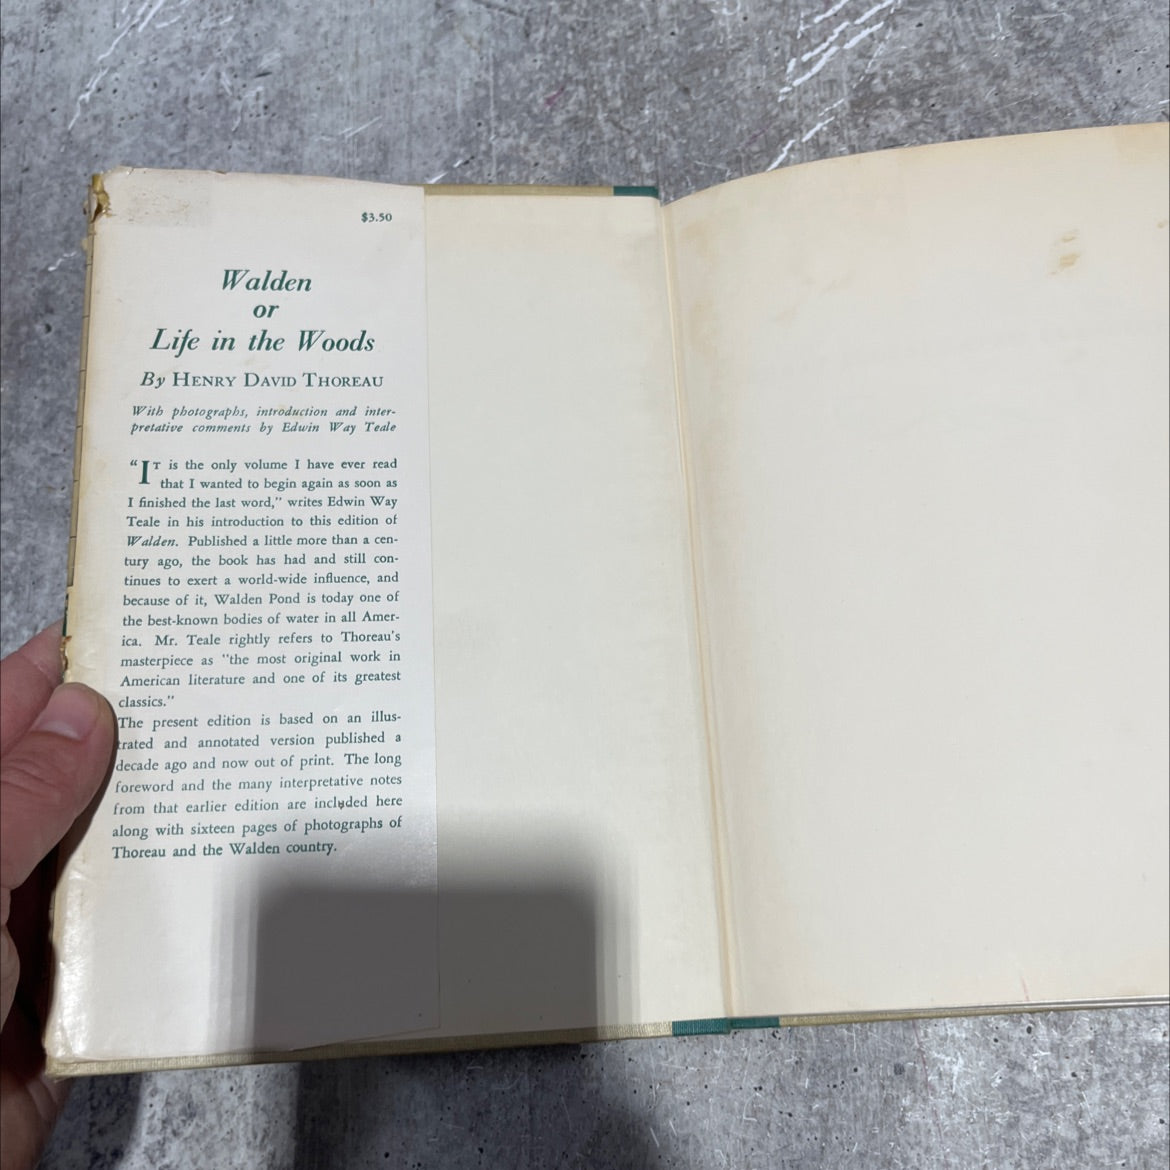 $3.50
Walden
or
Life in the Woods
By HENRY DAVID THOREAU
With photographs, introduction and inter-
pretative comments by Edwin Way Teale
“IT is the only volume I have ever read
that I wanted to begin again as soon as
I finished the last word,” writes Edwin Way
Teale in his introduction to this edition of
Walden. Published a little more than a cen-
tury ago, the book has had and still con-
tinues to exert a world-wide influence, and
because of it, Walden Pond is today one of
the best-known bodies of water in all Amer-
ica. Mr. Teale rightly refers to Thoreau's
masterpiece as “the most original work in
American literature and one of its greatest
classics.”
The present edition is based on an illus-
trated and annotated version published a
decade ago and now out of print. The long
foreword and the many interpretative notes
from that earlier edition are included here
along with sixteen pages of photographs of
Thoreau and the Walden country.